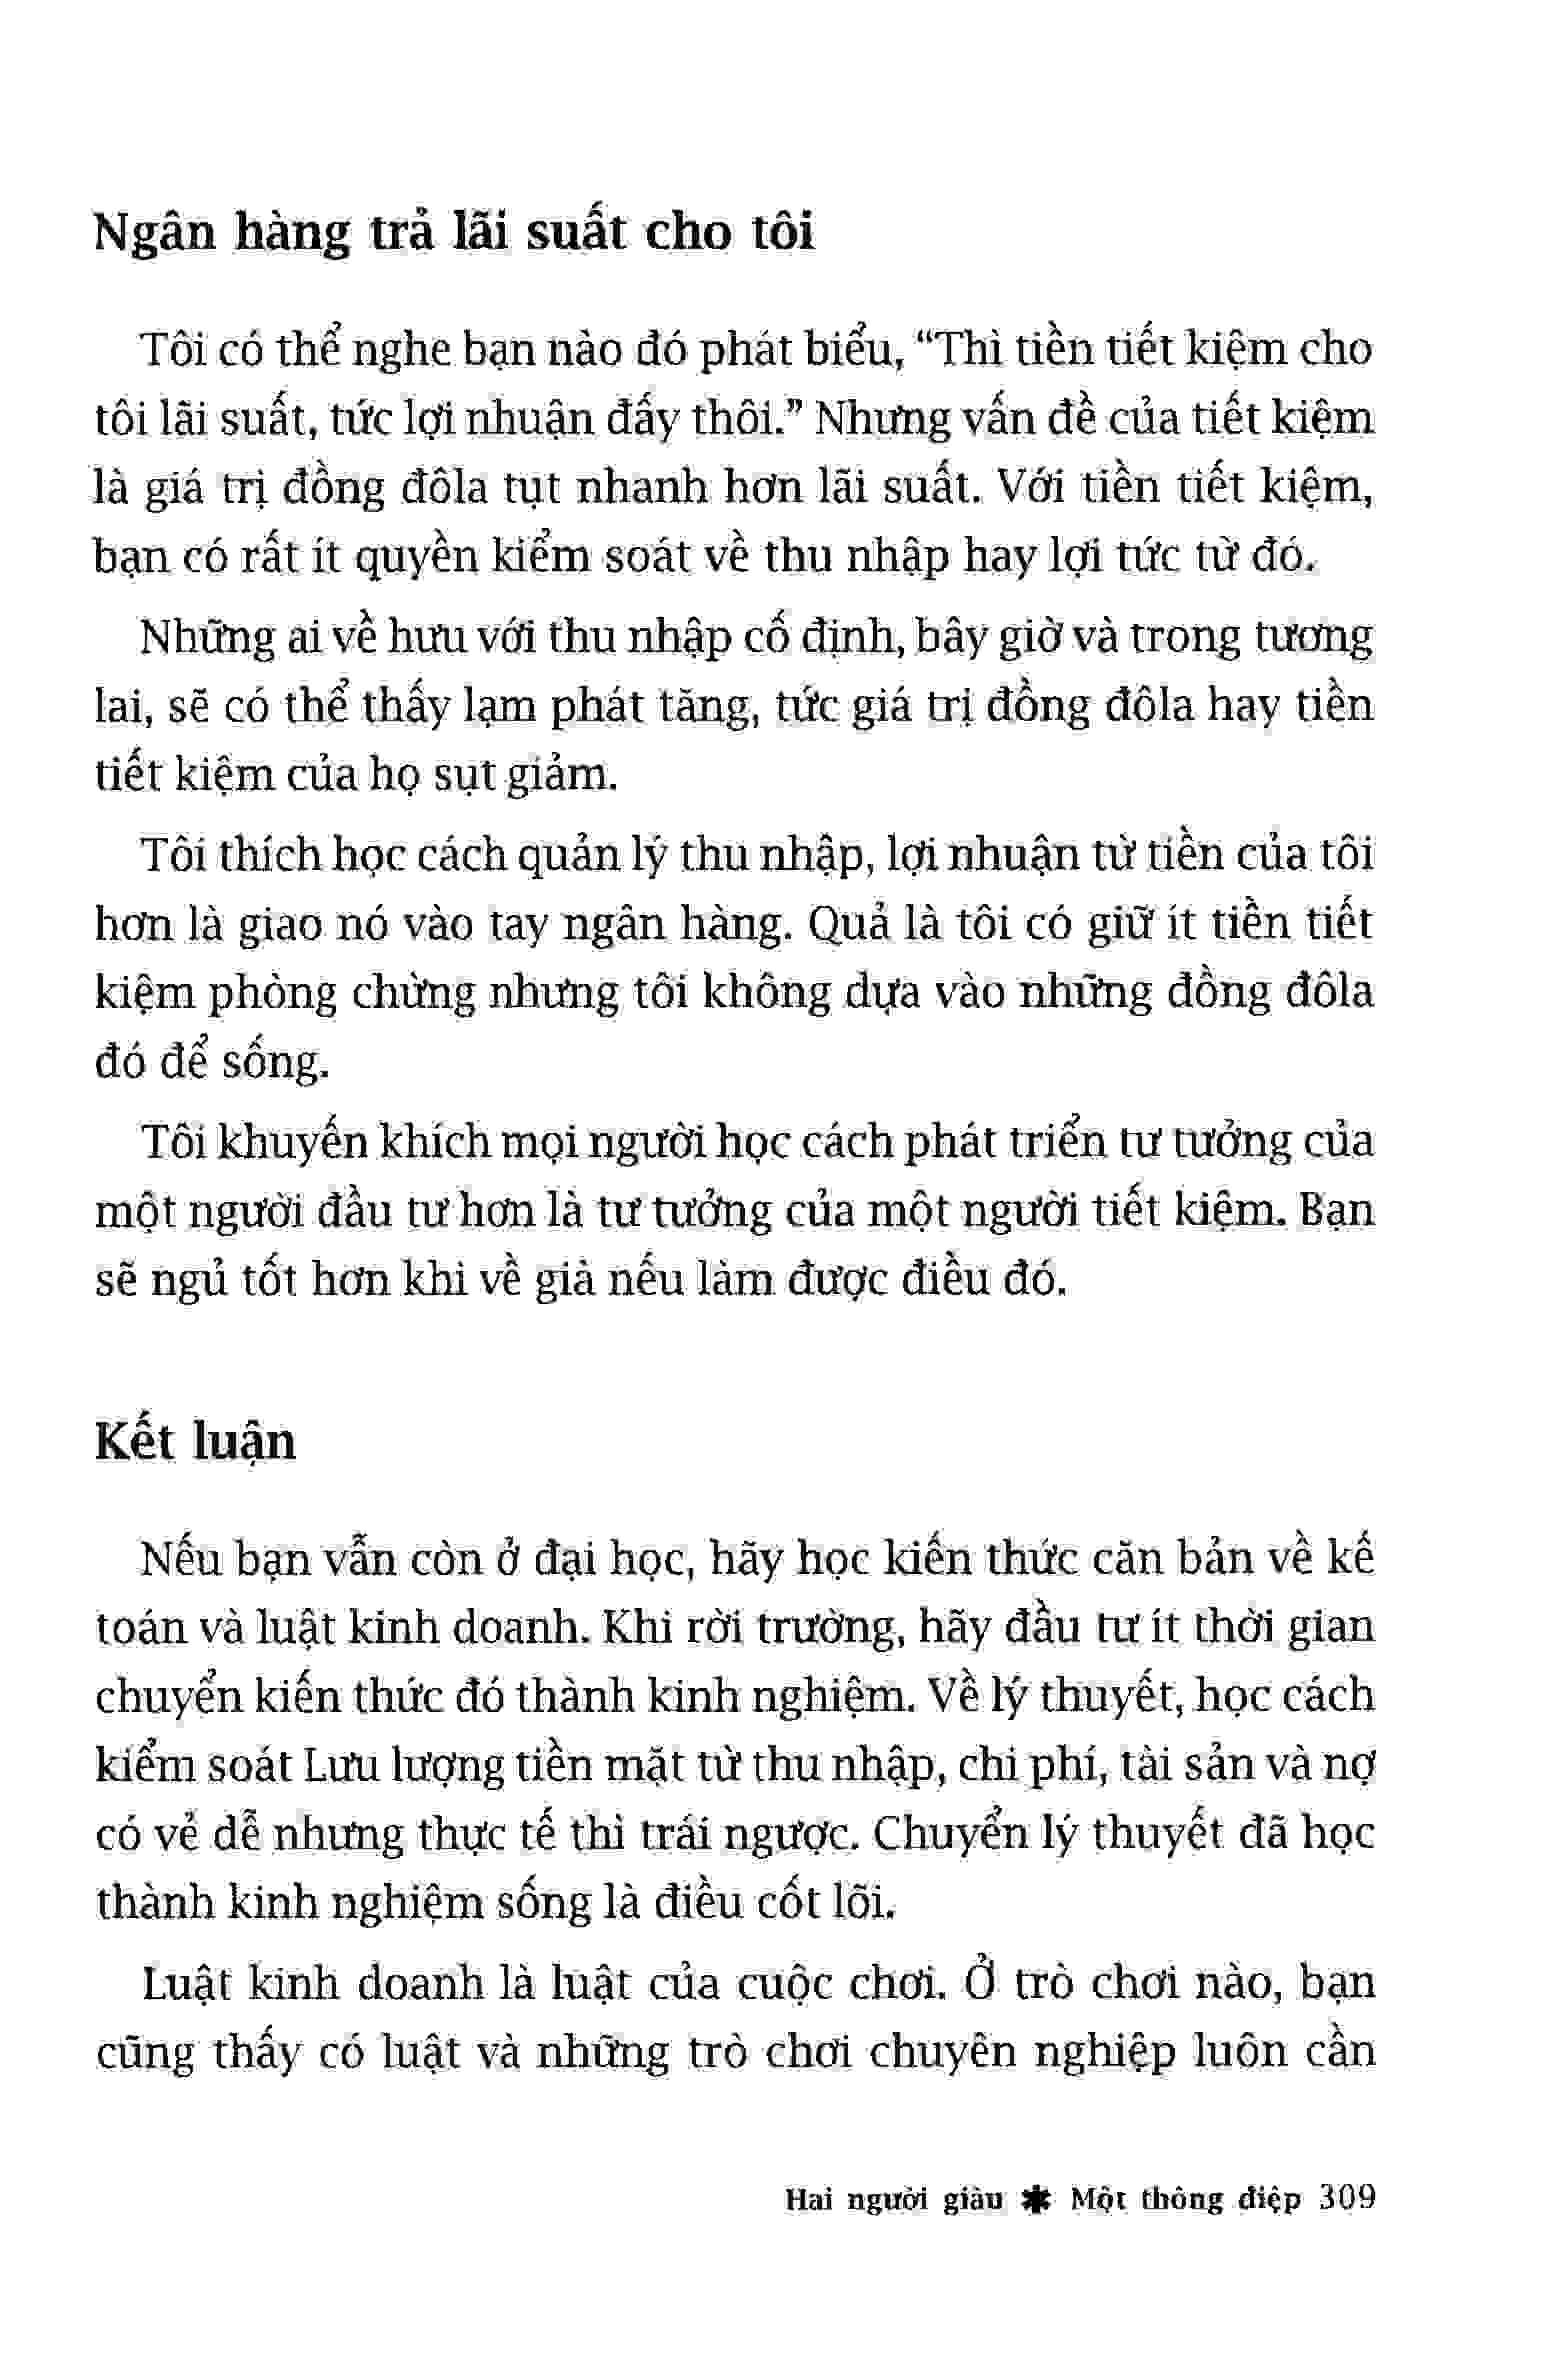 Ngân hàng trả lãi suất cho tôi
Tôi có thể nghe bạn nào đó phát biểu, “Thì tiền tiết kiệm cho
tôi lãi suất, tức lợi nhuận đấy thôi.” Nhưng vấn đề của tiết kiệm
là giá trị đồng đôla tụt nhanh hơn lãi suất. Với tiền tiết kiệm,
bạn có rất ít quyền kiểm soát về thu nhập hay lợi tức từ đó.
Những ai về hưu với thu nhập cố định, bây giờ và trong tương
lai, sẽ có thể thấy lạm phát tăng, tức giá trị đồng đôla hay tiền
tiết kiệm của họ sụt giảm.
Tôi thích học cách quản lý thu nhập, lợi nhuận từ tiền của tôi
hơn là giao nó vào tay ngân hàng. Quả là tôi có giữ ít tiền tiết
kiệm phòng chừng nhưng tôi không dựa vào những đồng đôla
đó để sống.
Tôi khuyến khích mọi người học cách phát triển tư tưởng của
một người đầu tư hơn là tư tưởng của một người tiết kiệm. Bạn
sẽ ngủ tốt hơn khi về già nếu làm được điều đó.
Kết luận
Nếu bạn vẫn còn ở đại học, hãy học kiến thức căn bản về kế
toán và luật kinh doanh. Khi rời trường, hãy đầu tư ít thời gian
chuyển kiến thức đó thành kinh nghiệm. Về lý thuyết, học cách
kiểm soát Lưu lượng tiền mặt từ thu nhập, chi phí, tài sản và nợ
có vẻ dễ nhưng thực tế thì trái ngược. Chuyển lý thuyết đã học
thành kinh nghiệm sống là điều cốt lõi.
Luật kinh doanh là luật của cuộc chơi. Ở trò chơi nào, bạn
cũng thấy có luật và những trò chơi chuyên nghiệp luôn cần
Hai người giàu ✱ Một thông điệp 309